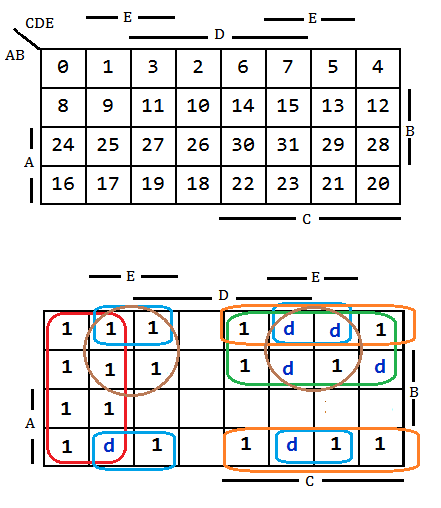 CDE
E E
D
AB
0 1 3 2 6 7 5 4
8 9 11 10 14 15 13 12
B
24 25 27 26 30 31 29 28
A
16 17 19 18 22 23 21 20
C
E E
D
1 1 1 1 d d 1
1 1 1 1 d 1 d
B
1 1
A
1 d 1 1 d 1 1
C